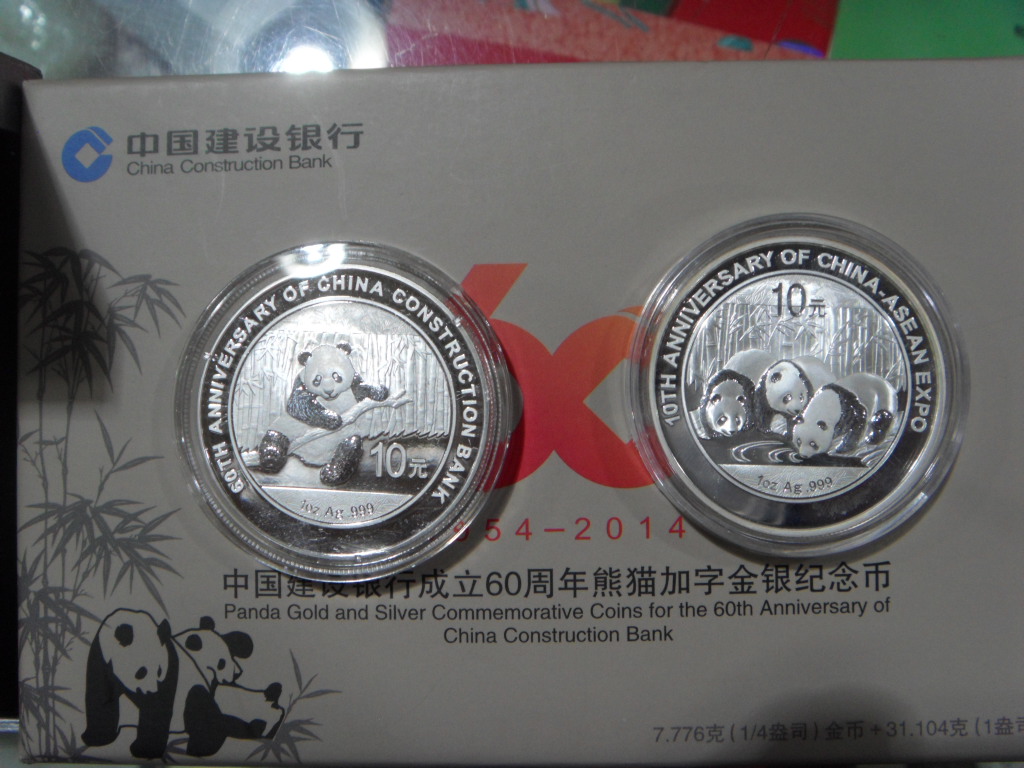 中国建设银行
China Construction Bank
60TH ANNIVERSARY OF CHINA CONSTRUCTION BANK
10元
1oz Ag .999
10TH ANNIVERSARY OF CHINA-ASEAN EXPO
10元
1oz Ag .999
60
54-2014
中国建设银行成立60周年熊猫加字金银纪念币
Panda Gold and Silver Commemorative Coins for the 60th Anniversary of
China Construction Bank
7.776克(1/4盎司)金币+31.104克(1盎司